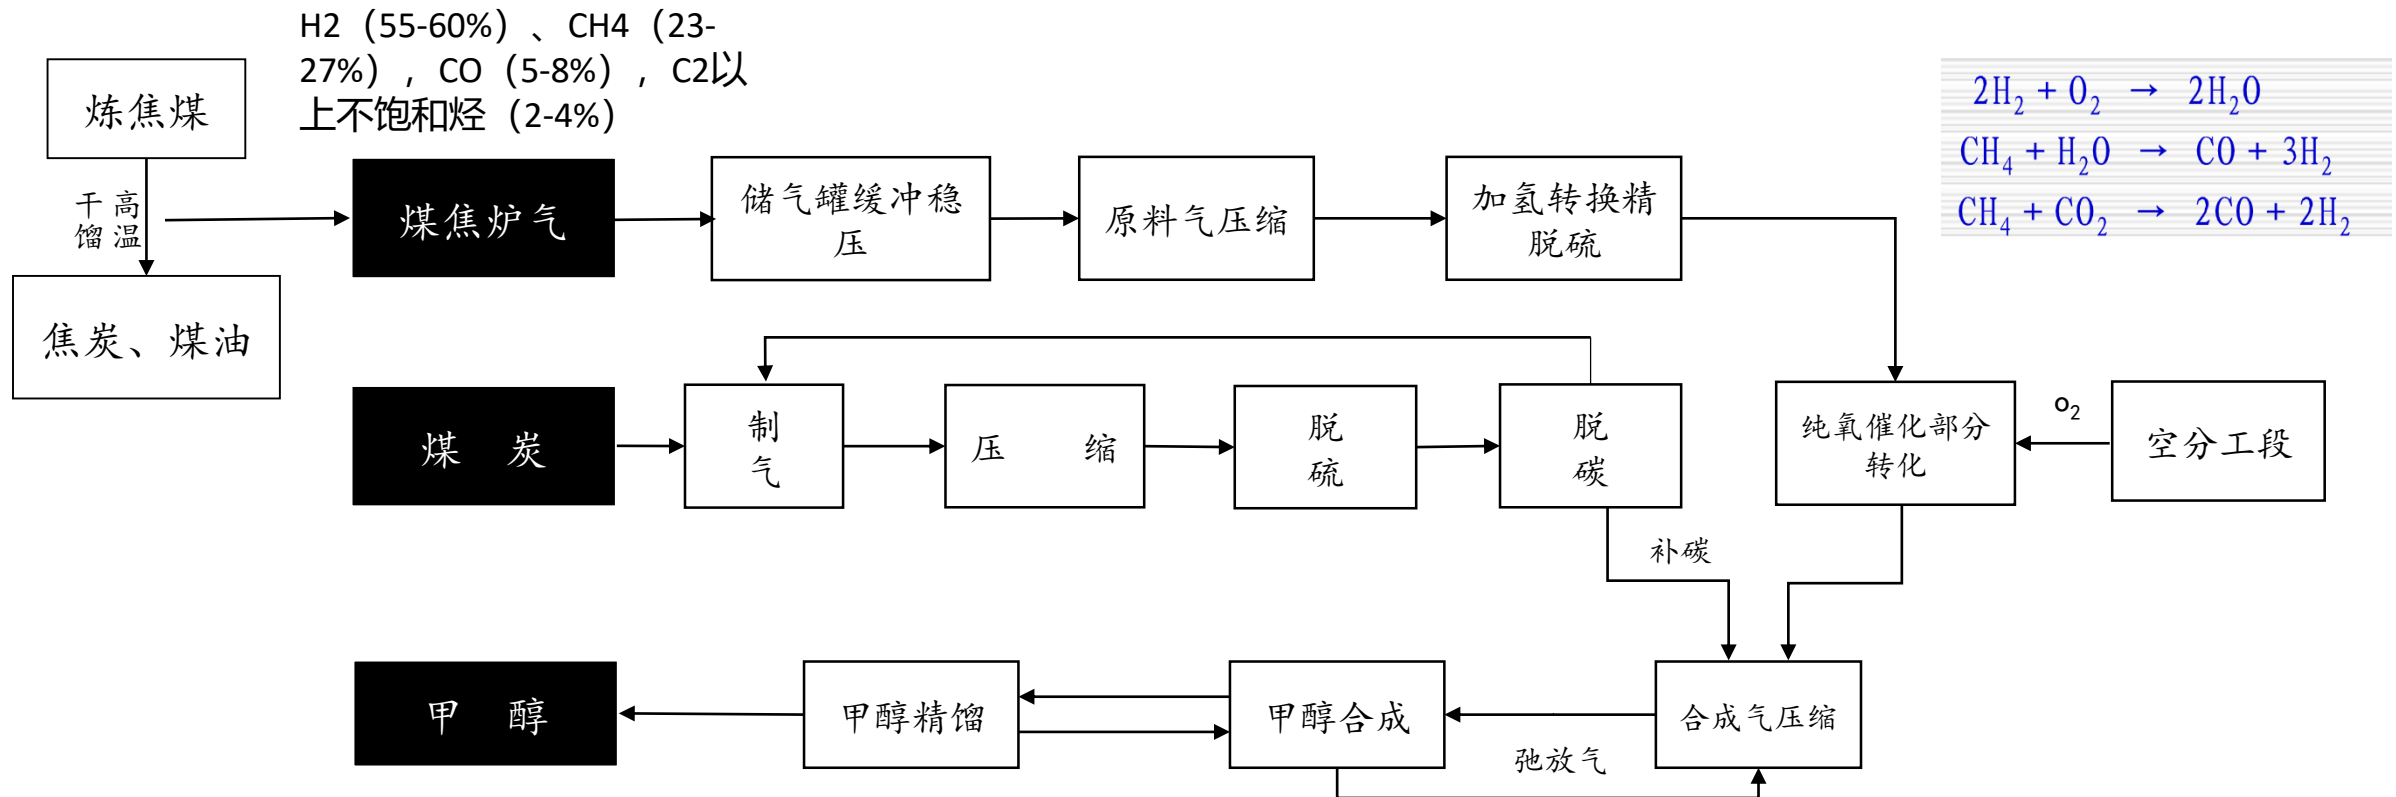 H2（55-60%）、CH4（23-
27%），CO（5-8%），C2以
上不饱和烃（2-4%）
炼焦煤
干高
馏温
焦炭、煤油
煤焦炉气
储气罐缓冲稳
压
原料气压缩
加氢转换精
脱硫
2H₂ + O₂ → 2H₂O
CH₄ + H₂O → CO + 3H₂
CH₄ + CO₂ → 2CO + 2H₂
煤 炭
制
气
压 缩
脱
硫
脱
碳
纯氧催化部分
转化
O₂
空分工段
补碳
甲 醇
甲醇精馏
甲醇合成
合成气压缩
弛放气